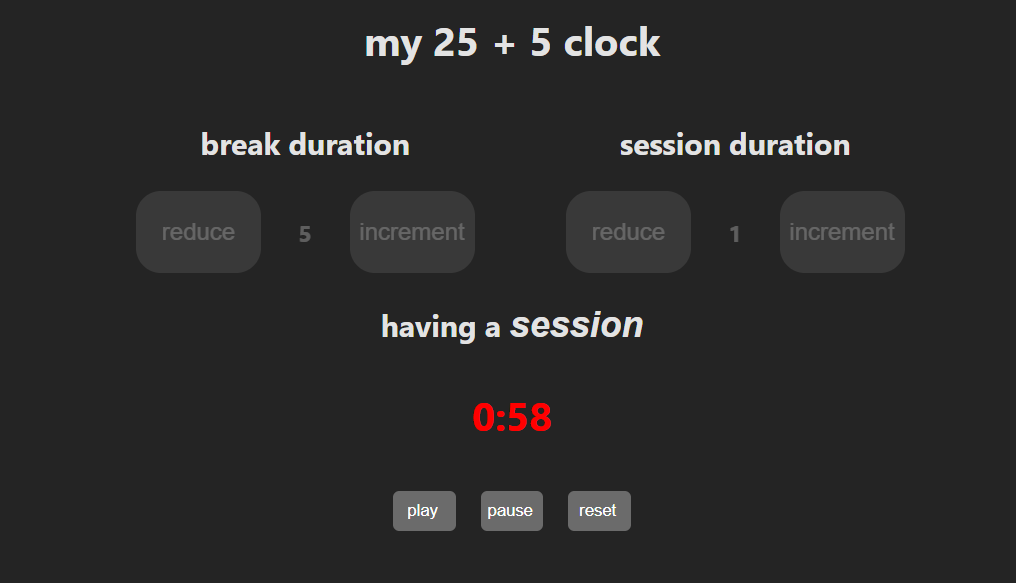 my 25 + 5 clock
break duration
session duration
reduce 5 increment
reduce 1 increment
having a session
0:58
play pause reset